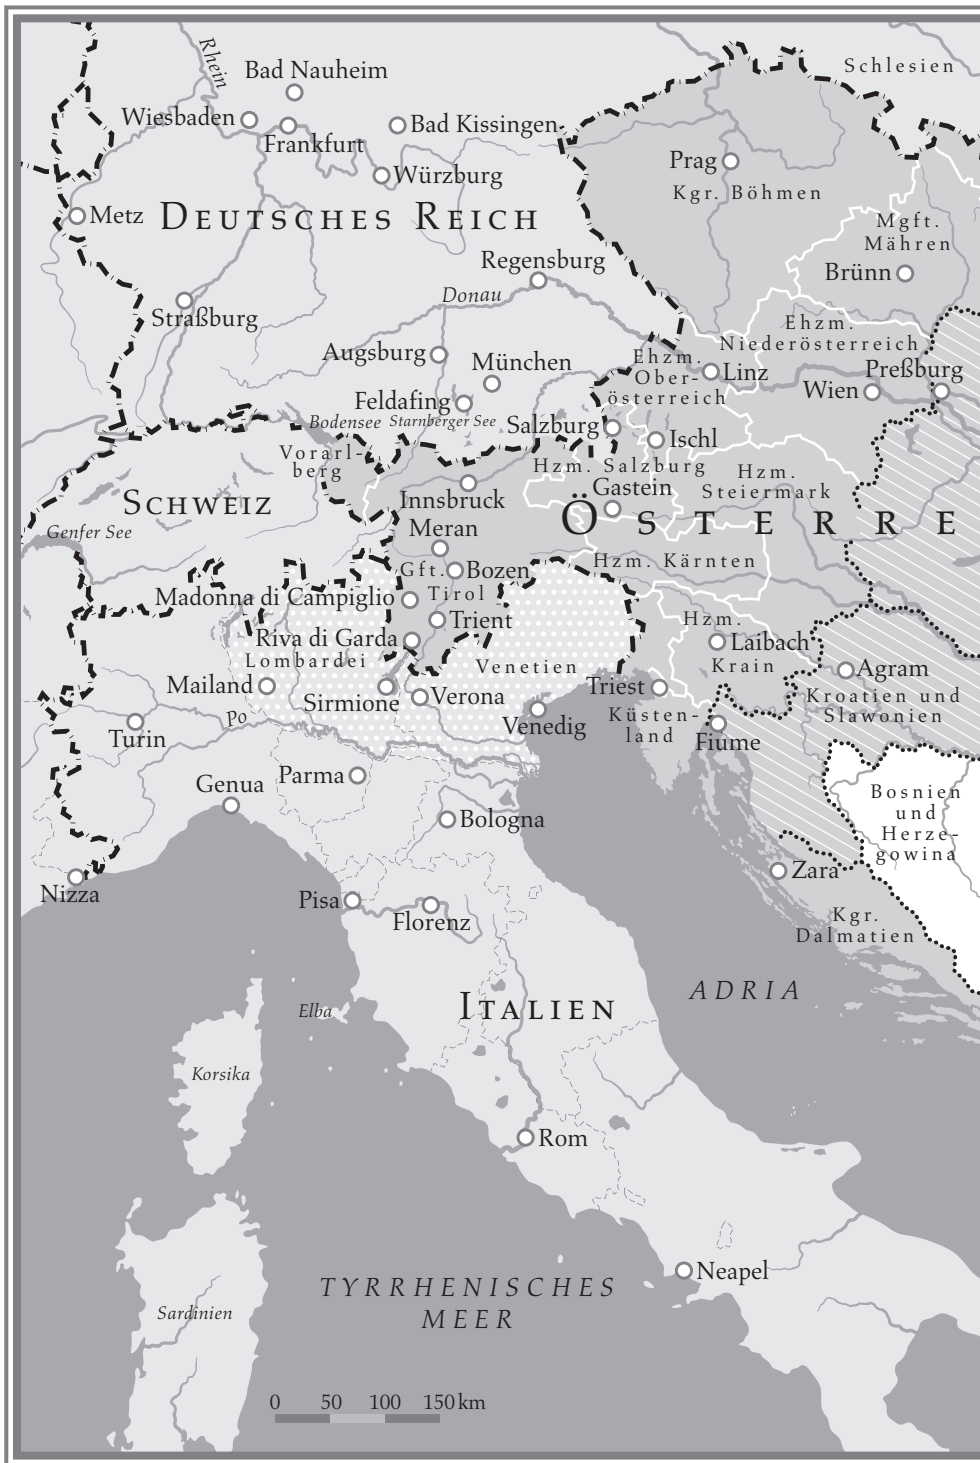 Rhein
Bad Nauheim
Schlesien
Wiesbaden
Frankfurt
Bad Kissingen
Prag
Kgr. Böhmen
Würzburg
Metz
DEUTSCHES REICH
Mgft.
Mähren
Brünn
Regensburg
Donau
Straßburg
Ehzm.
Niederösterreich
Augsburg
München
Ehzm.
Ober-
österreich
Linz
Preßburg
Wien
Feldafing
Bodensee
Starnberger See
Salzburg
Ischl
Vorarl-
berg
Hzm. Salzburg
Hzm.
Steiermark
Gastein
SCHWEIZ
Innsbruck
ÖSTERRE
Genfer See
Meran
Gft.
Tirol
Bozen
Hzm. Kärnten
Madonna di Campiglio
Trient
Riva di Garda
Hzm.
Krain
Laibach
Lombardei
Venetien
Agram
Mailand
Sirmione
Verona
Triest
Kroatien und
Slawonien
Po
Venedig
Küsten-
land
Fiume
Turin
Genua
Parma
Bosnien
und
Herze-
gowina
Bologna
Zara
Nizza
Pisa
Florenz
Kgr.
Dalmatien
ADRIA
ITALIEN
Elba
Korsika
Rom
Neapel
TYRRHENISCHES
MEER
Sardinien
0 50 100 150 km